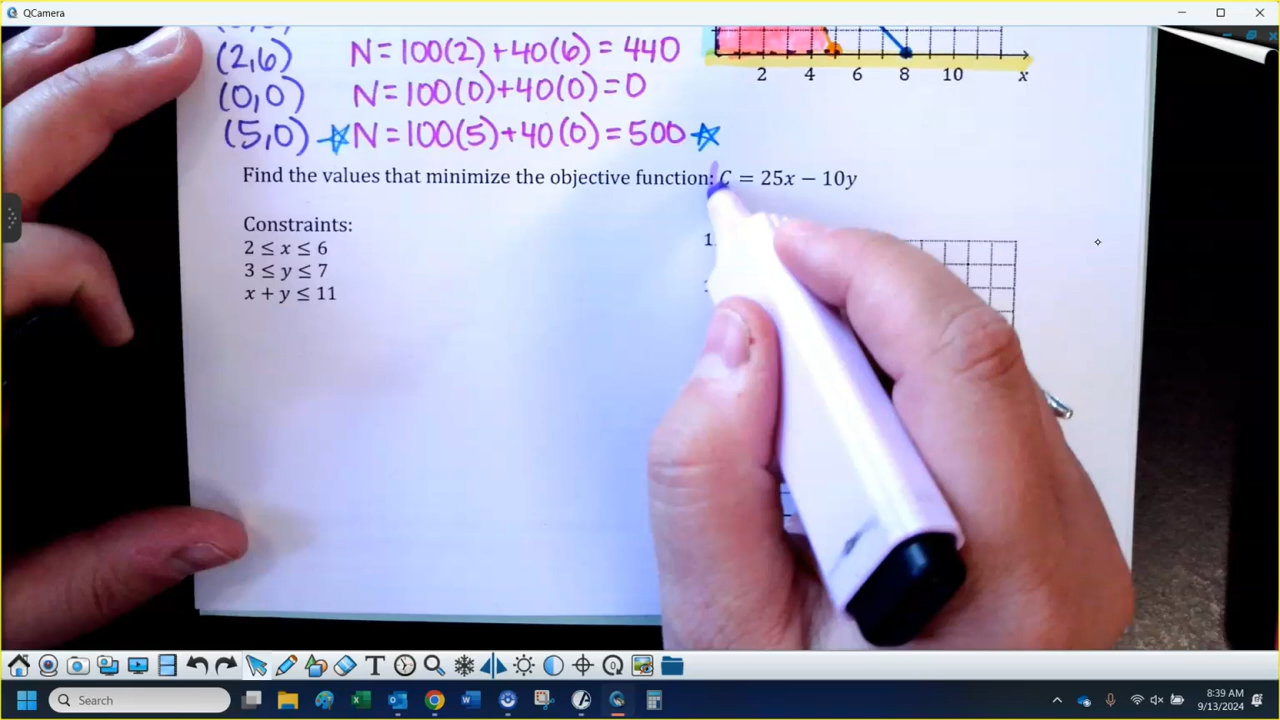 QCamera
(2,6) N = 100(2) + 40(6) = 440
(0,0) N = 100(0) + 40(0) = 0
(5,0) N = 100(5) + 40(0) = 500
2 4 6 8 10 x
Find the values that minimize the objective function: C = 25x − 10y
Constraints:
2 ≤ x ≤ 6
3 ≤ y ≤ 7
x + y ≤ 11
Search
8:39 AM
9/13/2024